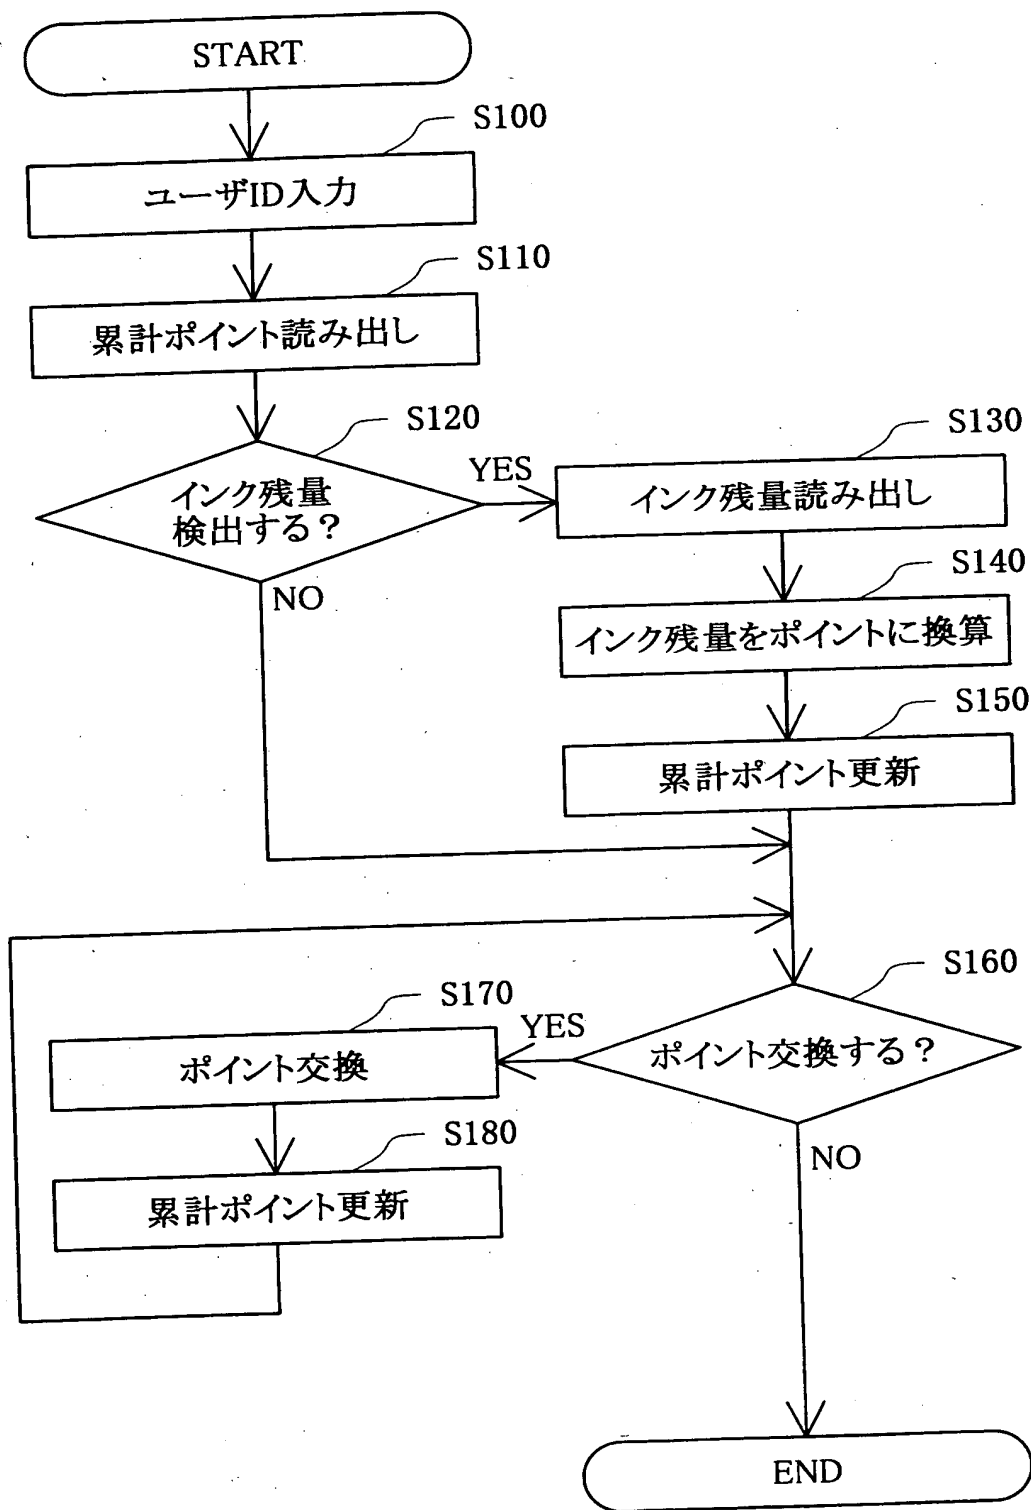 START
S100
ユーザID入力
S110
累計ポイント読み出し
S120
インク残量
検出する?
YES
NO
S130
インク残量読み出し
S140
インク残量をポイントに換算
S150
累計ポイント更新
S160
ポイント交換する?
YES
NO
S170
ポイント交換
S180
累計ポイント更新
END